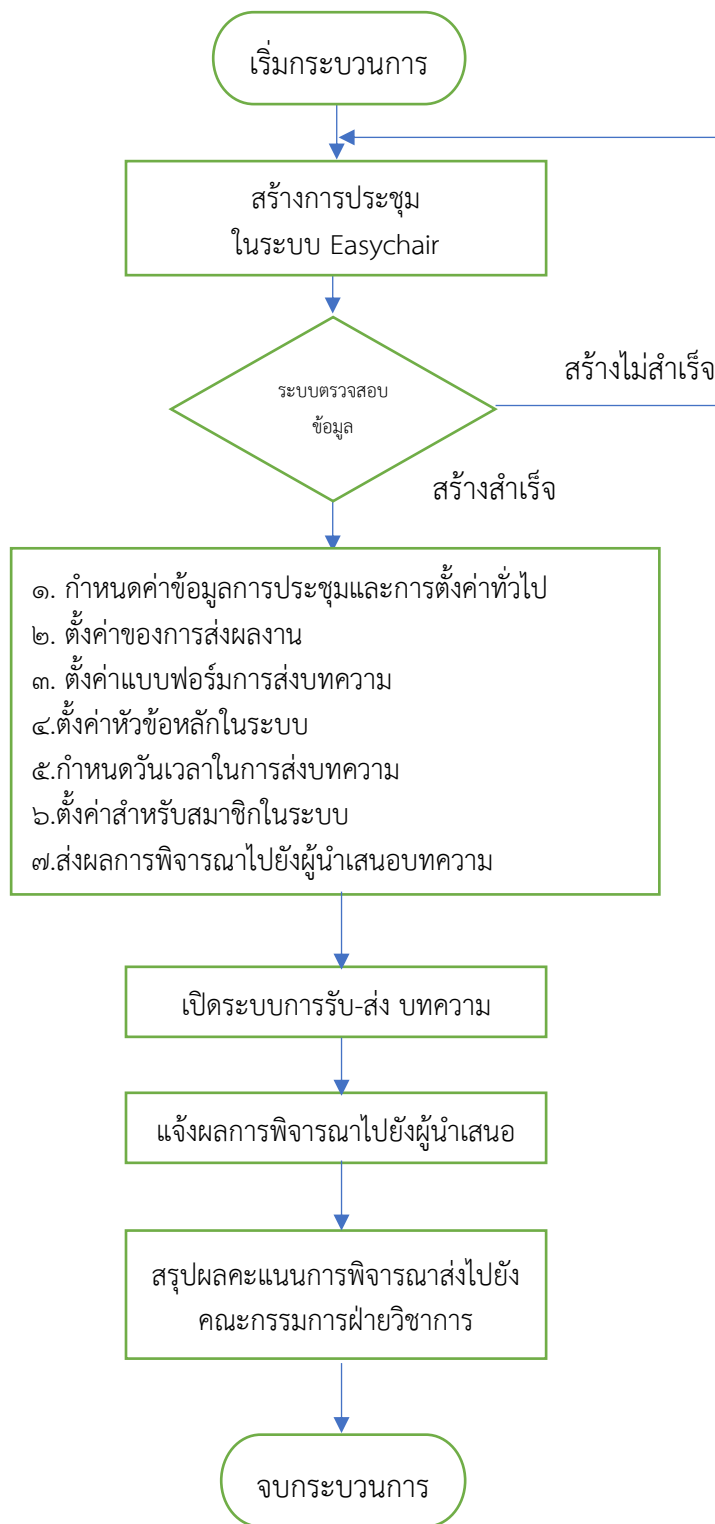 เริ่มกระบวนการ
สร้างการประชุม
ในระบบ Easychair
ระบบตรวจสอบ
ข้อมูล
สร้างไม่สำเร็จ
สร้างสำเร็จ
๑. กำหนดค่าข้อมูลการประชุมและการตั้งค่าทั่วไป
๒. ตั้งค่าของการส่งผลงาน
๓. ตั้งค่าแบบฟอร์มการส่งบทความ
๔.ตั้งค่าหัวข้อหลักในระบบ
๕.กำหนดวันเวลาในการส่งบทความ
๖.ตั้งค่าสำหรับสมาชิกในระบบ
๗.ส่งผลการพิจารณาไปยังผู้นำเสนอบทความ
เปิดระบบการรับ-ส่ง บทความ
แจ้งผลการพิจารณาไปยังผู้นำเสนอ
สรุปผลคะแนนการพิจารณาส่งไปยัง
คณะกรรมการฝ่ายวิชาการ
จบกระบวนการ